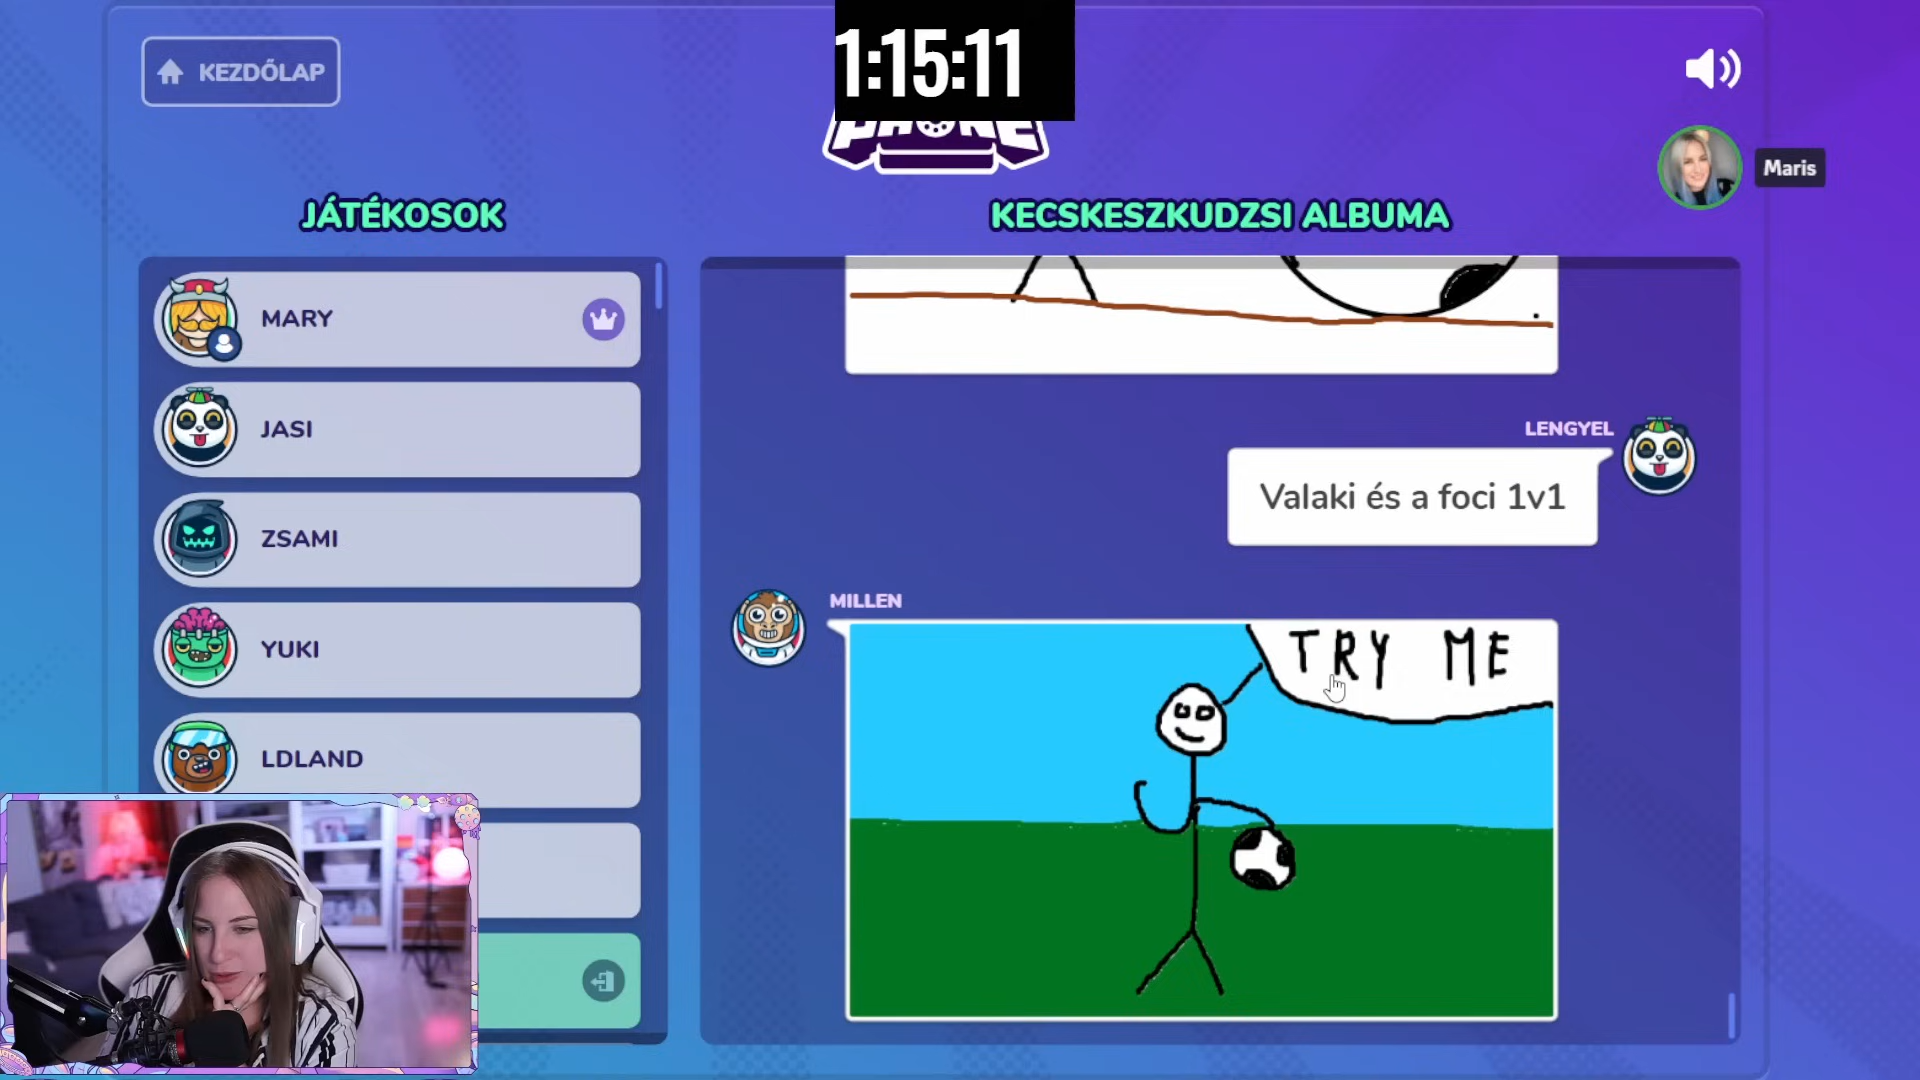 1:15:11
KEZDŐLAP
PHONE
Maris
JÁTÉKOSOK
KECSKESZKUDZSI ALBUMA
MARY
JASI
ZSAMI
YUKI
LDLAND
LENGYEL
Valaki és a foci 1v1
MILLEN
TRY ME